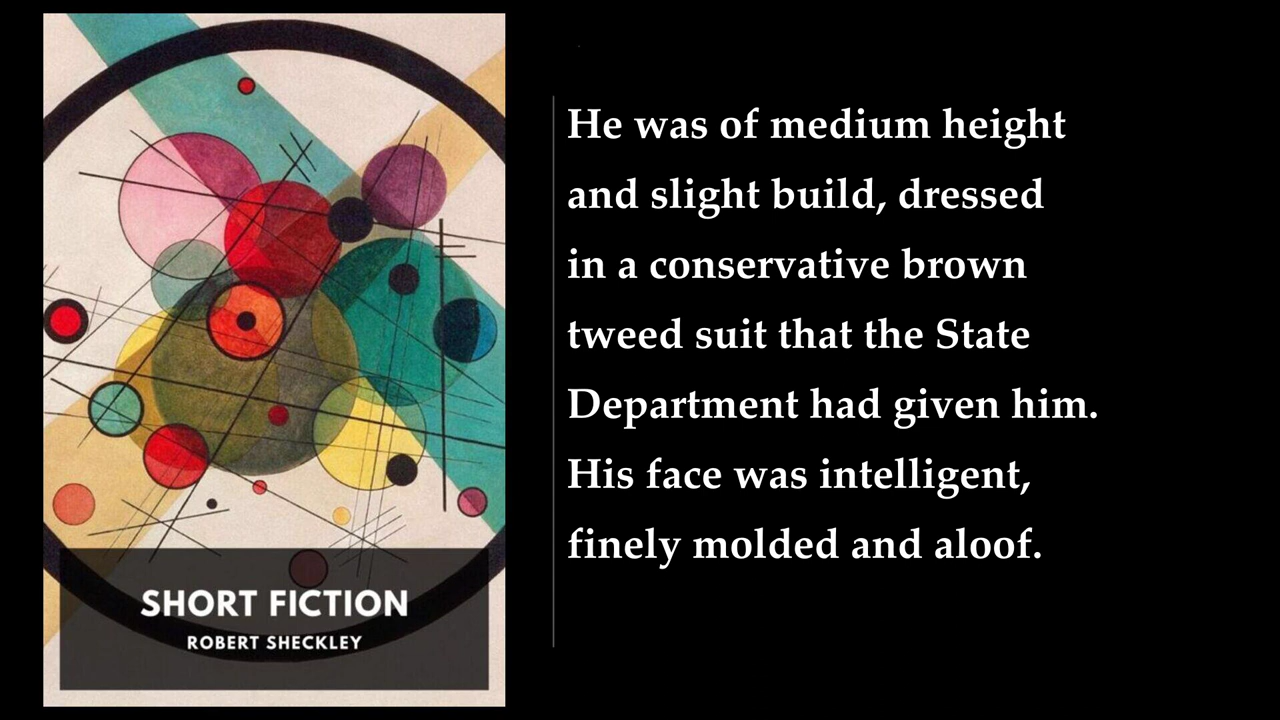 SHORT FICTION
ROBERT SHECKLEY
He was of medium height
and slight build, dressed
in a conservative brown
tweed suit that the State
Department had given him.
His face was intelligent,
finely molded and aloof.